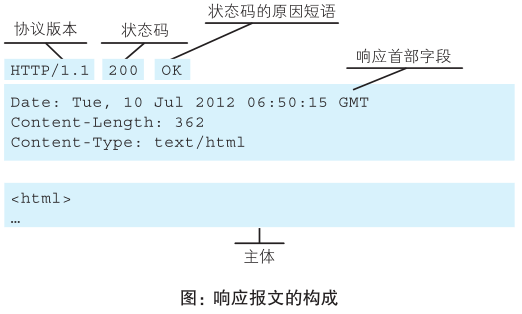 状态码的原因短语
协议版本 状态码
响应首部字段
HTTP/1.1 200 OK
Date: Tue, 10 Jul 2012 06:50:15 GMT
Content-Length: 362
Content-Type: text/html
<html>
…
主体
图：响应报文的构成